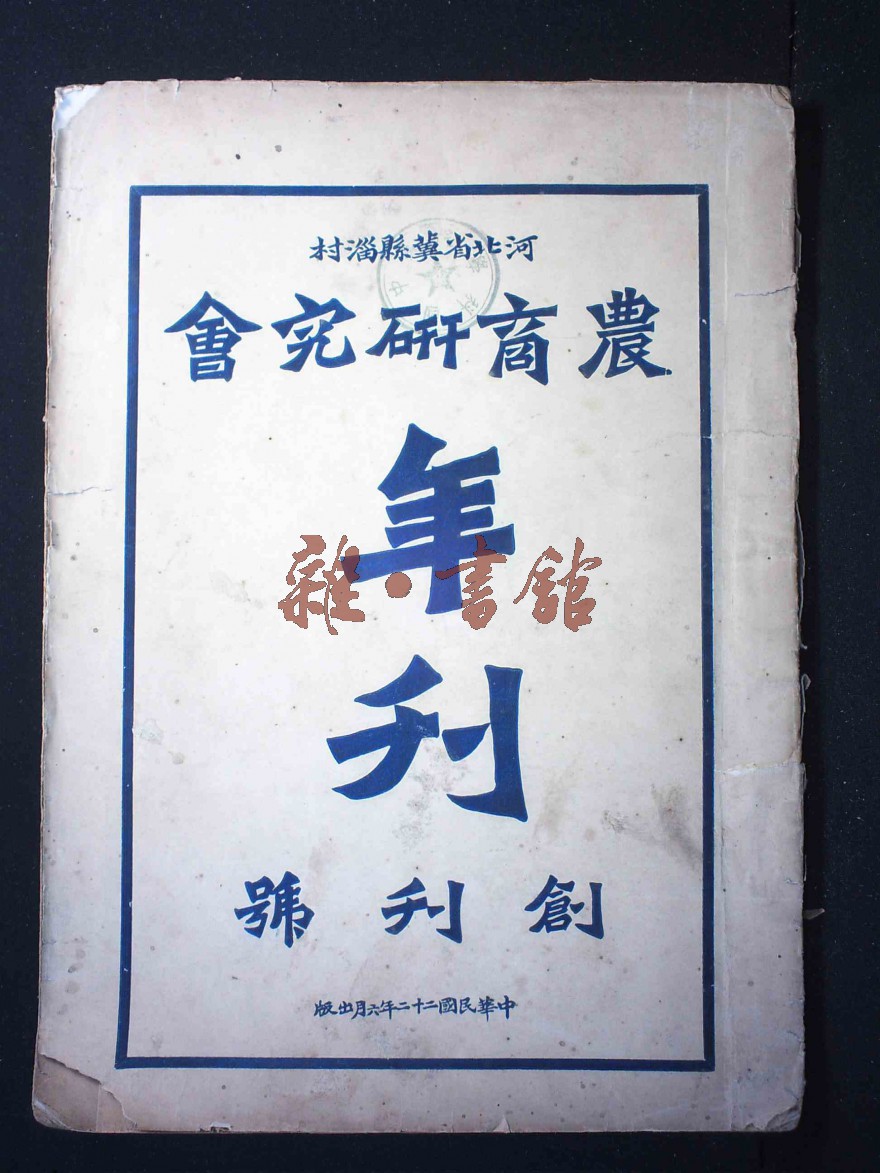 河北省冀縣淄村
農商研究會
年
刊
雜·書館
創刊號
中華民國二十二年六月出版